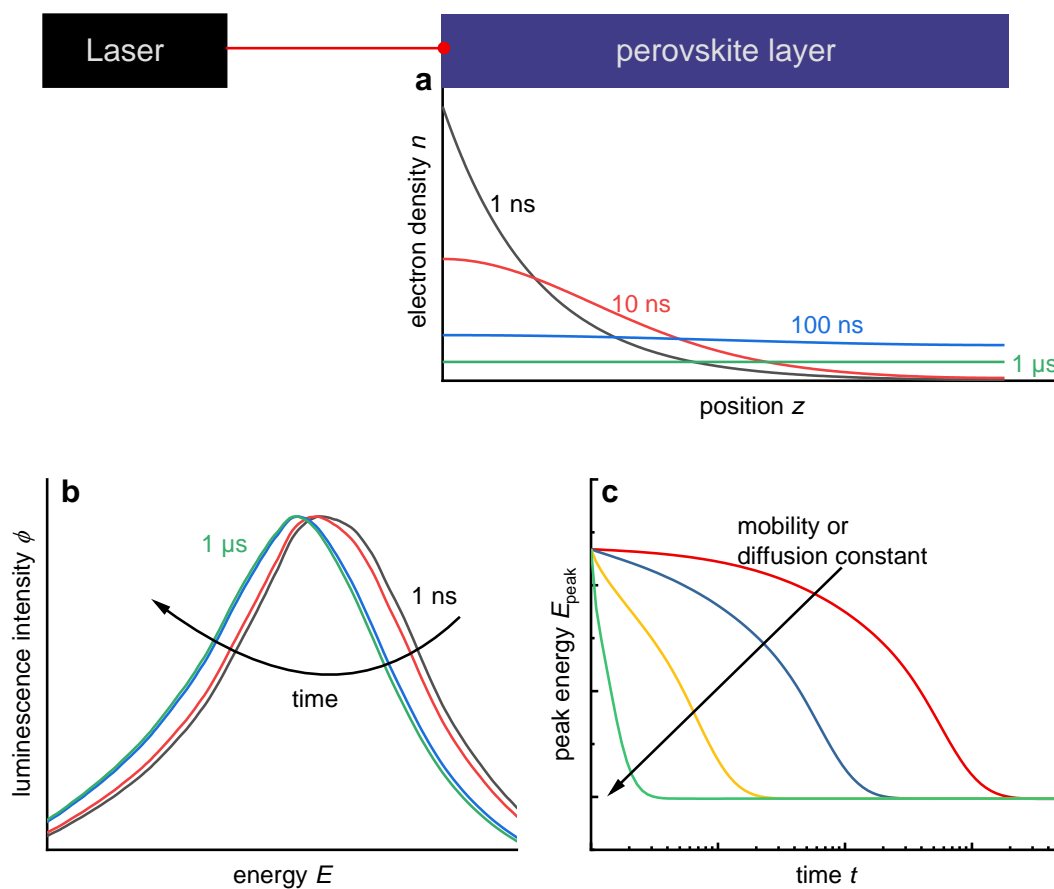 Laser
perovskite layer
a
electron density n
1 ns
10 ns
100 ns
1 µs
position z
b
luminescence intensity ϕ
1 µs
1 ns
time
energy E
c
peak energy E_peak
mobility or
diffusion constant
time t